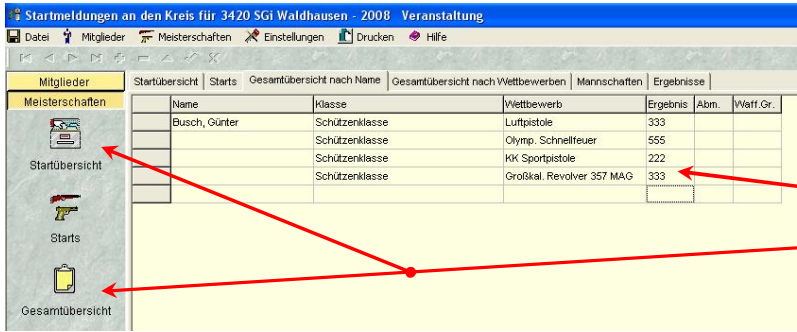 Startmeldungen an den Kreis für 3420 SGi Waldhausen - 2008 Veranstaltung
Datei Mitglieder Meisterschaften Einstellungen Drucken Hilfe
Mitglieder
Meisterschaften
Startübersicht
Starts
Gesamtübersicht
Startübersicht Starts Gesamtübersicht nach Name Gesamtübersicht nach Wettbewerben Mannschaften Ergebnisse
Name Klasse Wettbewerb Ergebnis Abm. Waff.Gr.
Busch, Günter Schützenklasse Luftpistole 333
Schützenklasse Olymp. Schnellfeuer 555
Schützenklasse KK Sportpistole 222
Schützenklasse Großkal. Revolver 357 MAG 333